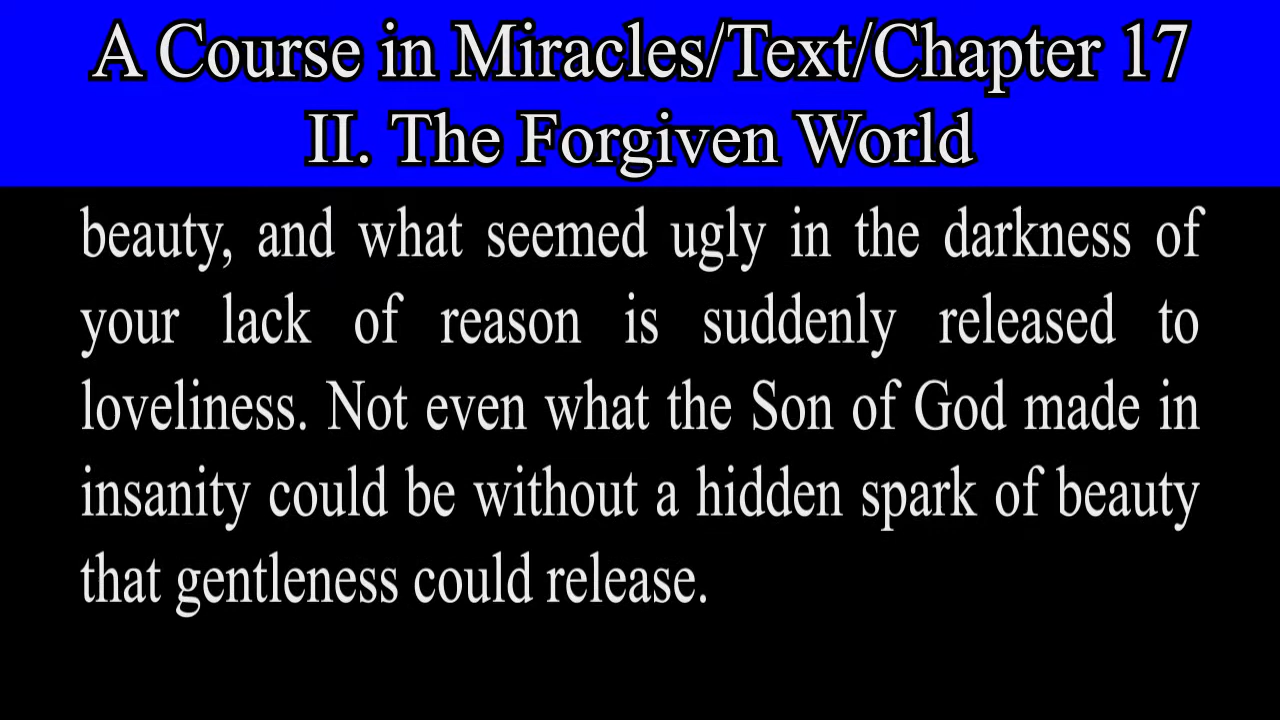 A Course in Miracles/Text/Chapter 17
II. The Forgiven World
beauty, and what seemed ugly in the darkness of
your lack of reason is suddenly released to
loveliness. Not even what the Son of God made in
insanity could be without a hidden spark of beauty
that gentleness could release.